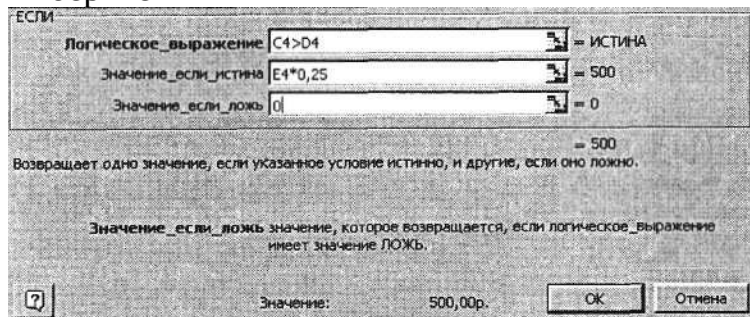 ЕСЛИ
Логическое_выражение C4>D4 = ИСТИНА
Значение_если_истина E4*0,25 = 500
Значение_если_ложь 0 = 0
= 500
Возвращает одно значение, если указанное условие истинно, и другие, если оно ложно.
Значение_если_ложь значение, которое возвращается, если логическое_выражение
имеет значение ЛОЖЬ.
Значение: 500,00р. OK Отмена